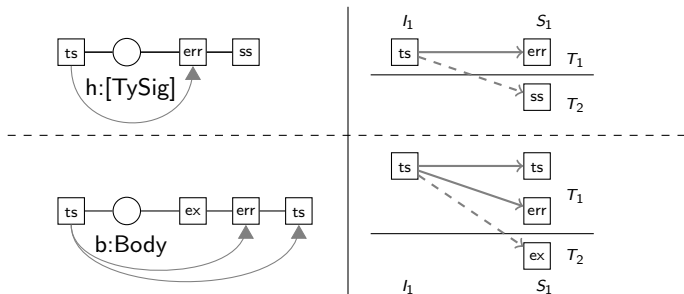 I1 S1
ts err ss
ts err T1
h:[TySig]
ss T2
ts ts
T1
ts ex err ts
err
b:Body
ex T2
I1 S1